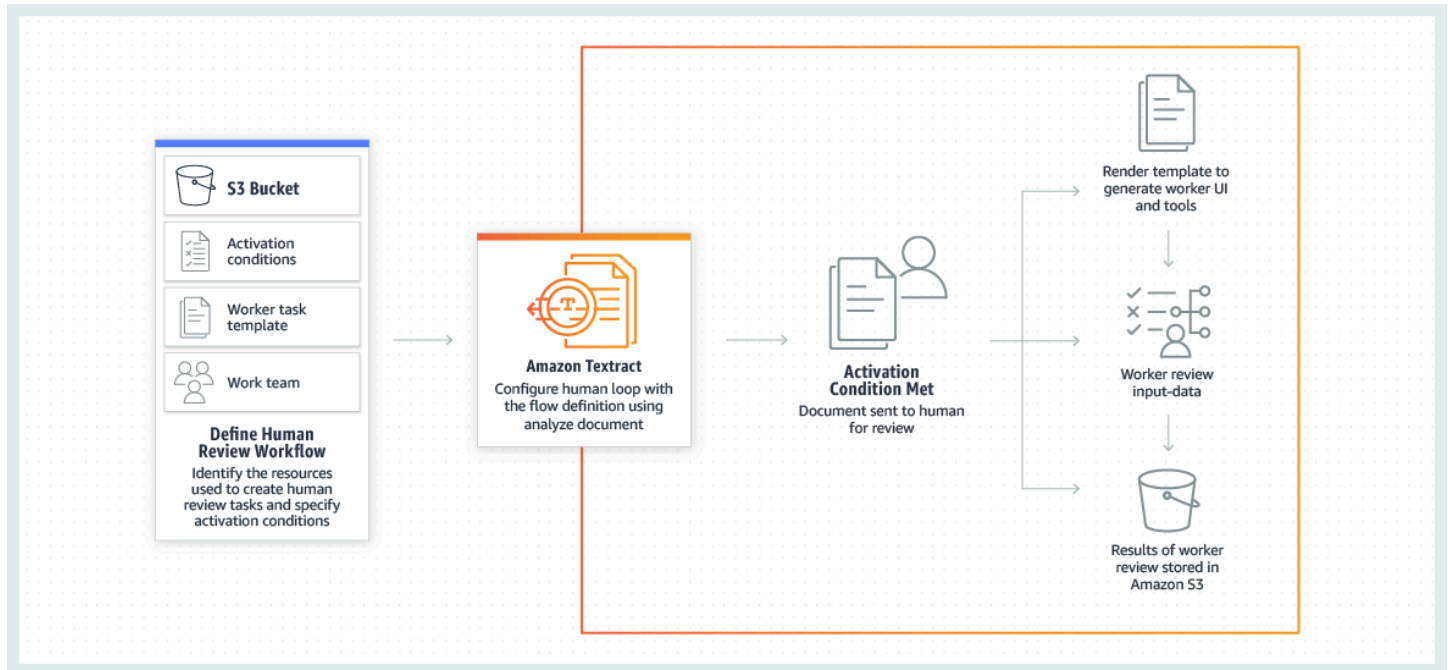 S3 Bucket
Activation
conditions
Worker task
template
Work team
Define Human
Review Workflow
Identify the resources
used to create human
review tasks and specify
activation conditions
T
Amazon Textract
Configure human loop with
the flow definition using
analyze document
Activation
Condition Met
Document sent to human
for review
Render template to
generate worker UI
and tools
Worker review
input-data
Results of worker
review stored in
Amazon S3